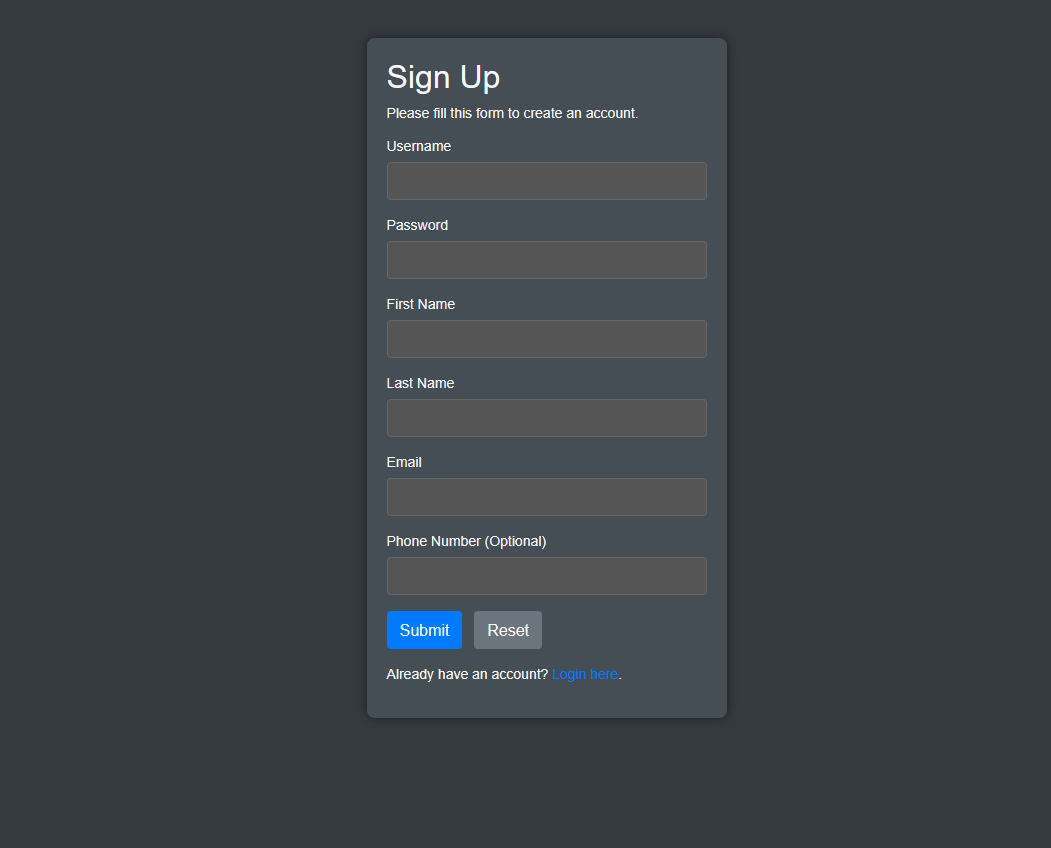 Sign Up
Please fill this form to create an account.
Username
Password
First Name
Last Name
Email
Phone Number (Optional)
Submit Reset
Already have an account? Login here.